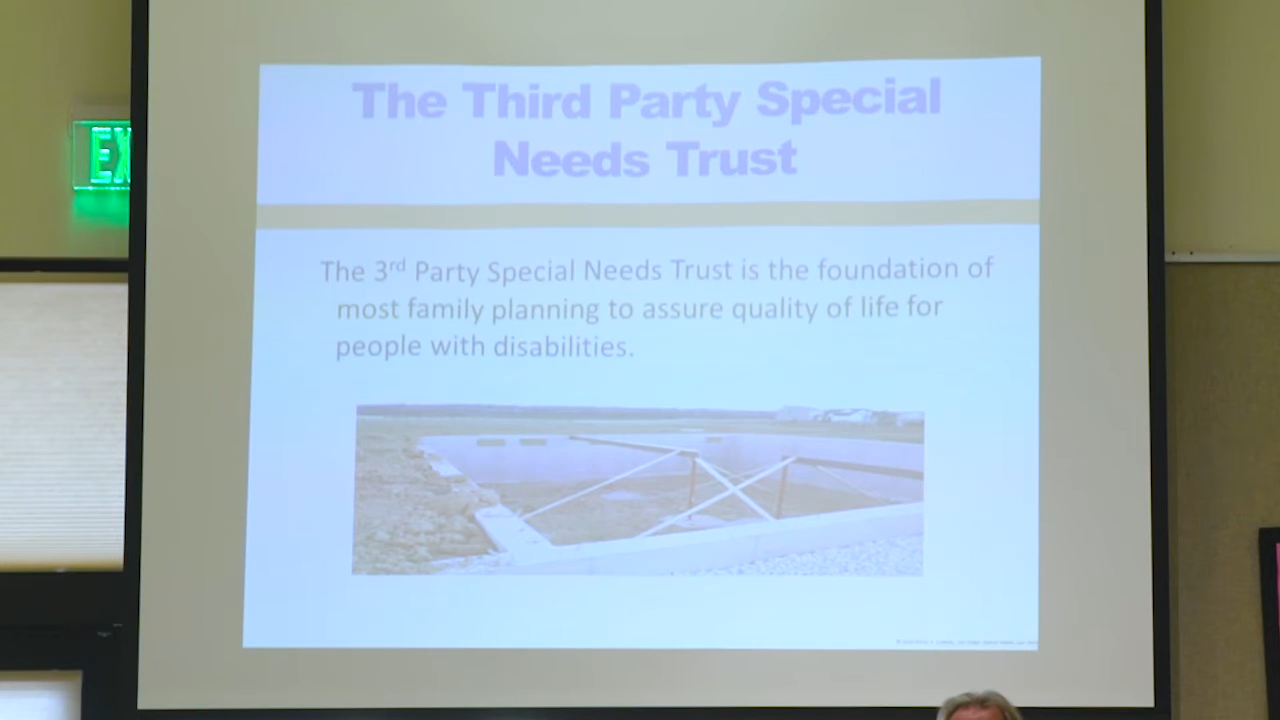 The Third Party Special
Needs Trust
EX
The 3rd Party Special Needs Trust is the foundation of
most family planning to assure quality of life for
people with disabilities.